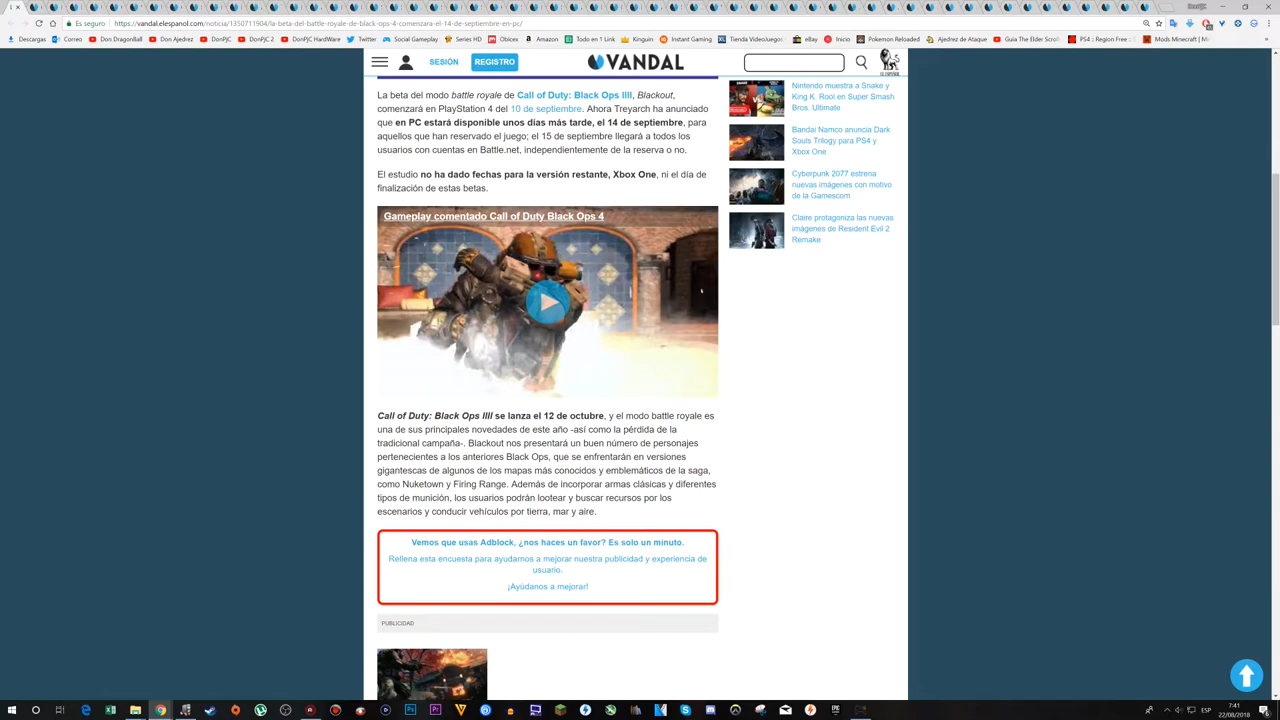 Es seguro | https://vandal.elespanol.com/noticia/1350711904/la-beta-del-battle-royale-de-black-ops-4-comenzara-el-14-de-septiembre-en-pc/
Descargas Correo Don DragonBall Don Ajedrez DonPJC DonPJC 2 DonPJC HardWare Twitter Social Gameplay Series HD Obicex Amazon Todo en 1 Link Kinguin Instant Gaming Tienda VideoJuegos eBay Inicio Pokemon Reloaded Ajedrez de Ataque Guia The Elder Scroll PS4 :: Region Free :: Mods Minecraft | Mi
SESIÓN REGISTRO VANDAL
EL ESPAÑOL
La beta del modo battle royale de Call of Duty: Black Ops IIII, Blackout,
comenzará en PlayStation 4 del 10 de septiembre. Ahora Treyarch ha anunciado
que en PC estará disponible unos días más tarde, el 14 de septiembre, para
aquellos que han reservado el juego; el 15 de septiembre llegará a todos los
usuarios con cuentas en Battle.net, independientemente de la reserva o no.
El estudio no ha dado fechas para la versión restante, Xbox One, ni el día de
finalización de estas betas.
Gameplay comentado Call of Duty Black Ops 4
Call of Duty: Black Ops IIII se lanza el 12 de octubre, y el modo battle royale es
una de sus principales novedades de este año -así como la pérdida de la
tradicional campaña-. Blackout nos presentará un buen número de personajes
pertenecientes a los anteriores Black Ops, que se enfrentarán en versiones
gigantescas de algunos de los mapas más conocidos y emblemáticos de la saga,
como Nuketown y Firing Range. Además de incorporar armas clásicas y diferentes
tipos de munición, los usuarios podrán lootear y buscar recursos por los
escenarios y conducir vehículos por tierra, mar y aire.
Vemos que usas Adblock, ¿nos haces un favor? Es solo un minuto.
Rellena esta encuesta para ayudarnos a mejorar nuestra publicidad y experiencia de
usuario.
¡Ayúdanos a mejorar!
PUBLICIDAD
Nintendo muestra a Snake y
King K. Rool en Super Smash
Bros. Ultimate
Bandai Namco anuncia Dark
Souls Trilogy para PS4 y
Xbox One
Cyberpunk 2077 estrena
nuevas imágenes con motivo
de la Gamescom
Claire protagoniza las nuevas
imágenes de Resident Evil 2
Remake
ESP
7:41
22/08/2018